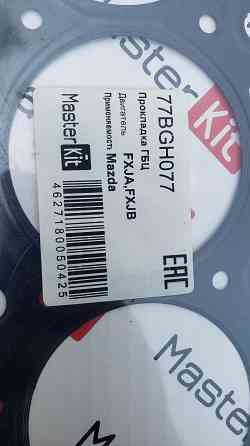 77BGH077
Прокладка ГБЦ
Двигатель FXJA,FXJB
Применяемость Mazda
Master Kit
4627180050425
EAC
Master Kit
Master
Master